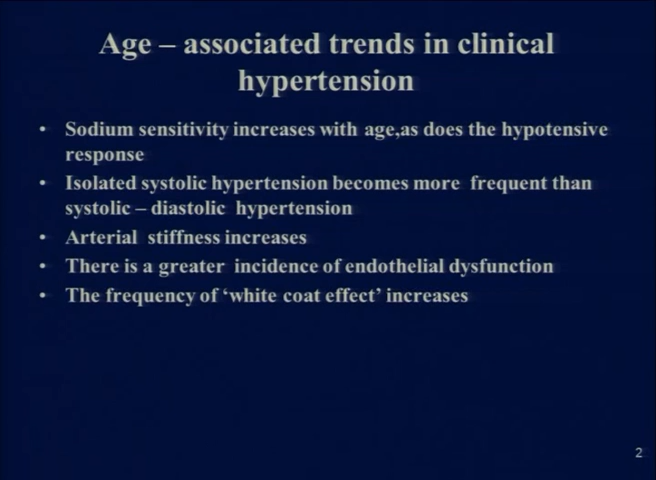 Age – associated trends in clinical
hypertension
• Sodium sensitivity increases with age,as does the hypotensive
response
• Isolated systolic hypertension becomes more frequent than
systolic – diastolic hypertension
• Arterial stiffness increases
• There is a greater incidence of endothelial dysfunction
• The frequency of ‘white coat effect’ increases
2